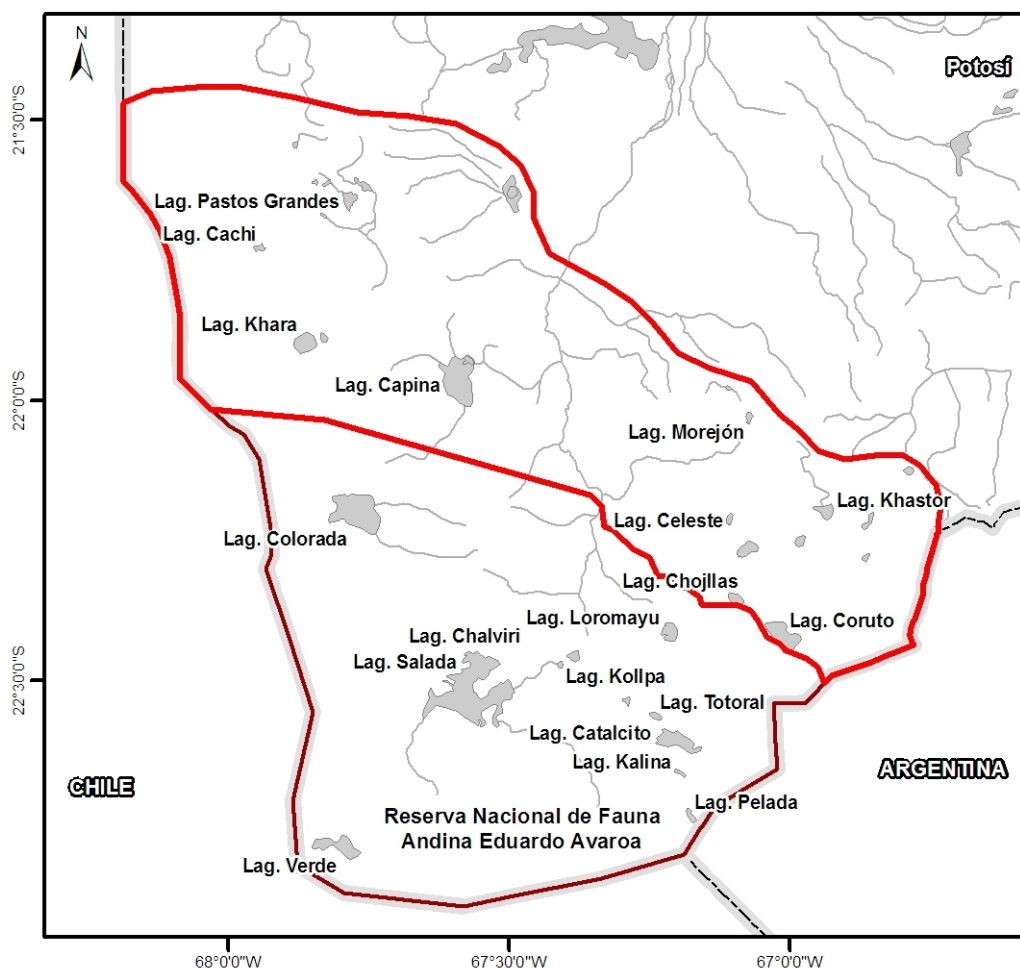 N
Potosí
21°30'0"S
Lag. Pastos Grandes
Lag. Cachi
Lag. Khara
Lag. Capina
22°0'0"S
Lag. Morejón
Lag. Khastor
Lag. Celeste
Lag. Colorada
Lag. Chojllas
Lag. Loromayu
Lag. Coruto
Lag. Chalviri
Lag. Salada
22°30'0"S
Lag. Kollpa
Lag. Totoral
Lag. Catalcito
Lag. Kalina
ARGENTINA
CHILE
Lag. Pelada
Reserva Nacional de Fauna
Andina Eduardo Avaroa
Lag. Verde
68°0'0"W
67°30'0"W
67°0'0"W